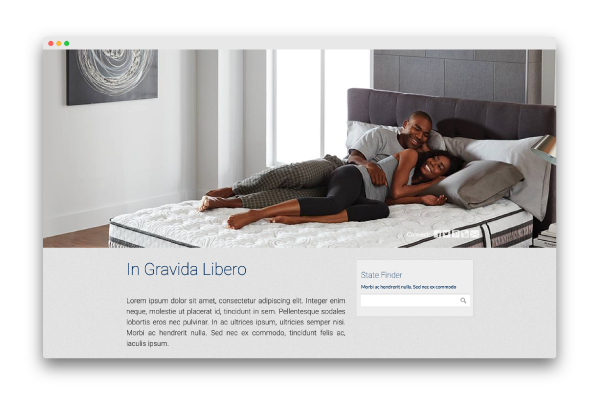 Connect:
In Gravida Libero
State Finder
Morbi ac hendrerit nulla. Sed nec ex commodo
Lorem ipsum dolor sit amet, consectetur adipiscing elit. Integer enim
neque, molestie ut placerat id, tincidunt in sem. Pellentesque sodales
lobortis eros nec pulvinar. In ac ultrices ipsum, ultricies semper nisi.
Morbi ac hendrerit nulla. Sed nec ex commodo, tincidunt felis ac,
iaculis ipsum.